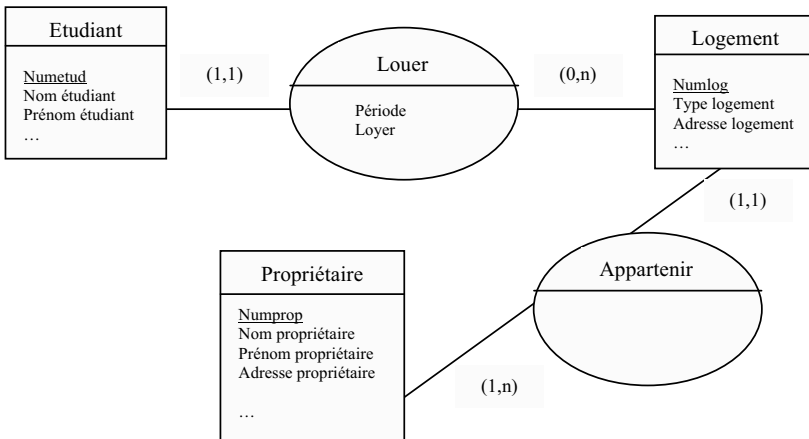 Etudiant
Numetud
Nom étudiant
Prénom étudiant
…
(1,1)
Louer
Période
Loyer
(0,n)
Logement
Numlog
Type logement
Adresse logement
…
(1,1)
Appartenir
(1,n)
Propriétaire
Numprop
Nom propriétaire
Prénom propriétaire
Adresse propriétaire
…